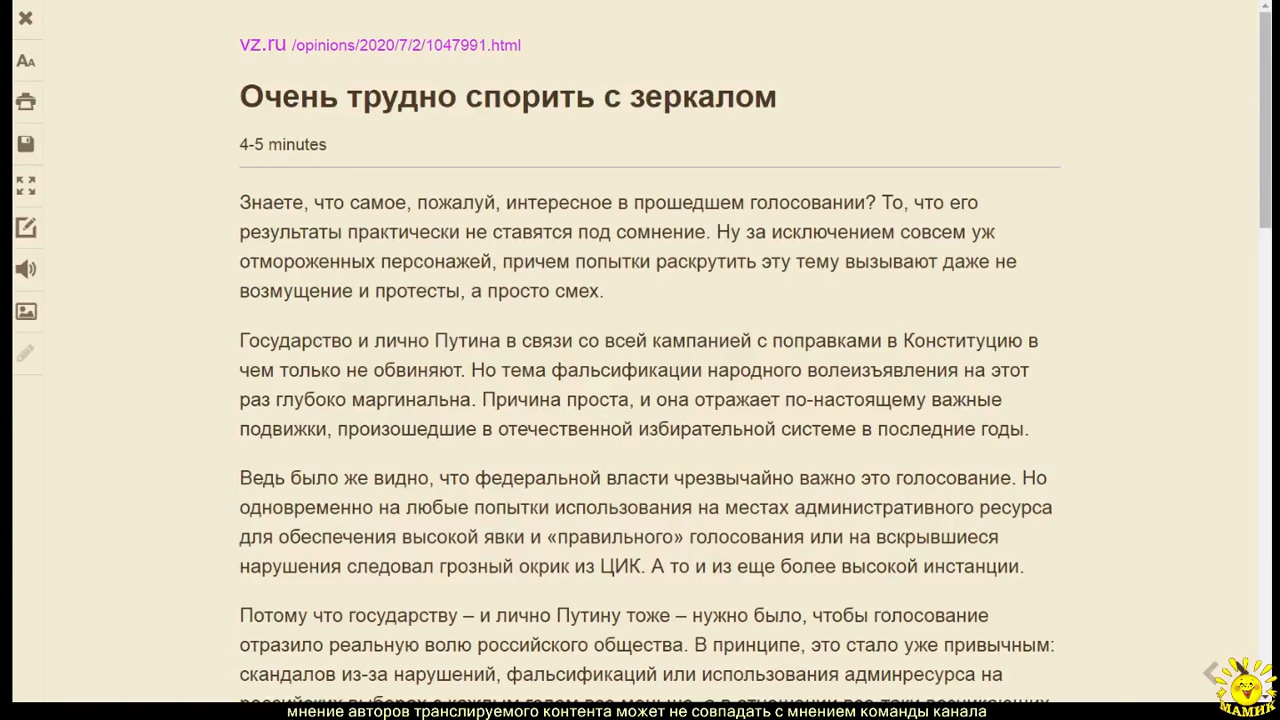 vz.ru /opinions/2020/7/2/1047991.html
Очень трудно спорить с зеркалом
4-5 minutes
Знаете, что самое, пожалуй, интересное в прошедшем голосовании? То, что его
результаты практически не ставятся под сомнение. Ну за исключением совсем уж
отмороженных персонажей, причем попытки раскрутить эту тему вызывают даже не
возмущение и протесты, а просто смех.
Государство и лично Путина в связи со всей кампанией с поправками в Конституцию в
чем только не обвиняют. Но тема фальсификации народного волеизъявления на этот
раз глубоко маргинальна. Причина проста, и она отражает по-настоящему важные
подвижки, произошедшие в отечественной избирательной системе в последние годы.
Ведь было же видно, что федеральной власти чрезвычайно важно это голосование. Но
одновременно на любые попытки использования на местах административного ресурса
для обеспечения высокой явки и «правильного» голосования или на вскрывшиеся
нарушения следовал грозный окрик из ЦИК. А то и из еще более высокой инстанции.
Потому что государству – и лично Путину тоже – нужно было, чтобы голосование
отразило реальную волю российского общества. В принципе, это стало уже привычным:
скандалов из-за нарушений, фальсификаций или использования админресурса на
МАМИК
мнение авторов транслируемого контента может не совпадать с мнением команды канала